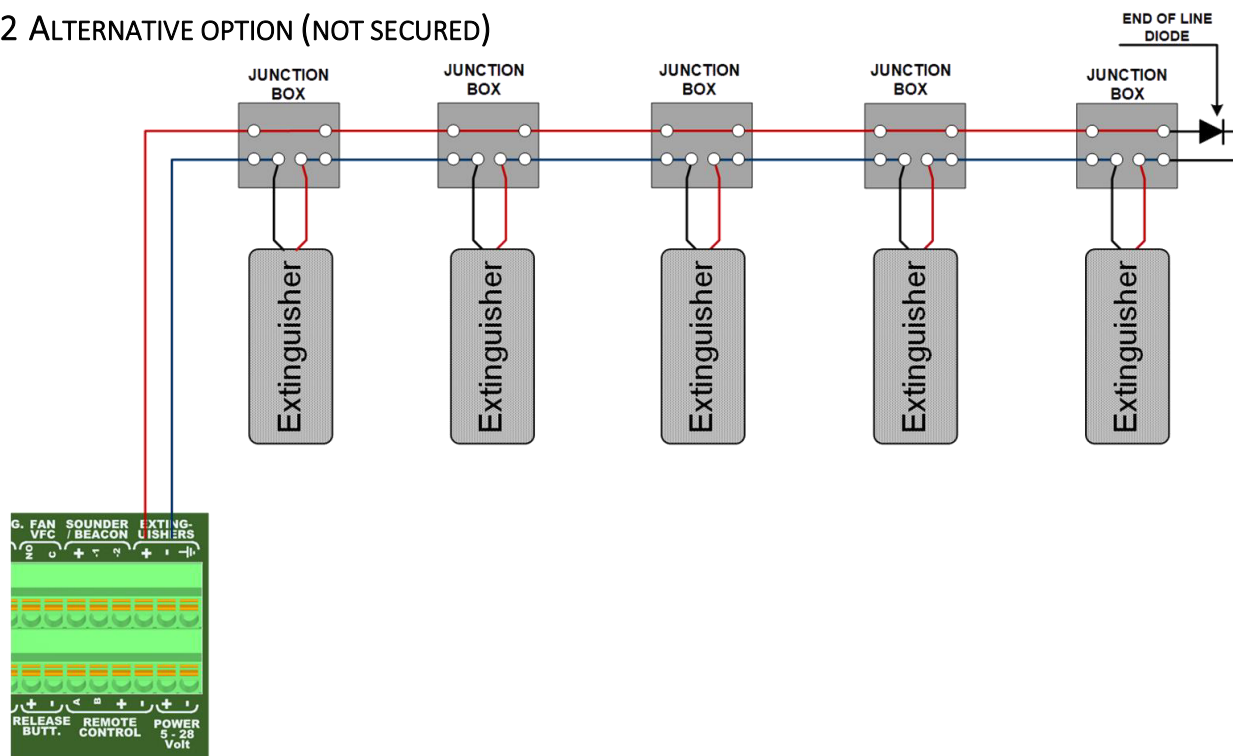 2 ALTERNATIVE OPTION (NOT SECURED)
END OF LINE
DIODE
JUNCTION
BOX
JUNCTION
BOX
JUNCTION
BOX
JUNCTION
BOX
JUNCTION
BOX
Extinguisher
Extinguisher
Extinguisher
Extinguisher
Extinguisher
G. FAN SOUNDER EXTING-
VFC / BEACON UISHERS
NO C + -1 -2 + -
+ - A B + - + -
RELEASE REMOTE POWER
BUTT. CONTROL 5 - 28
Volt